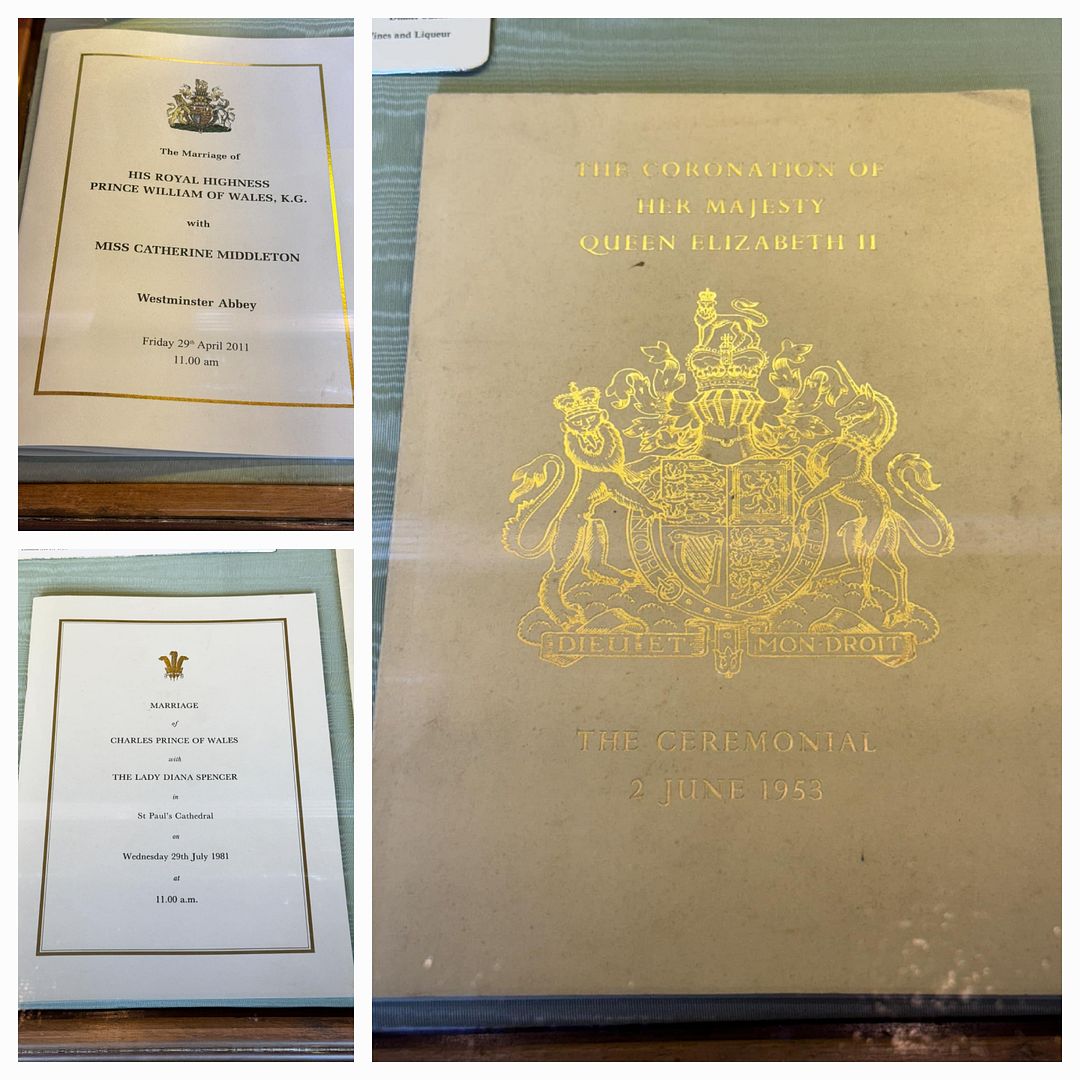 The Marriage of
HIS ROYAL HIGHNESS
PRINCE WILLIAM OF WALES, K.G.
with
MISS CATHERINE MIDDLETON
Westminster Abbey
Friday 29th April 2011
11.00 am
MARRIAGE
of
CHARLES PRINCE OF WALES
with
THE LADY DIANA SPENCER
in
St Paul's Cathedral
on
Wednesday 29th July 1981
at
11.00 a.m.
and Liqueur
THE CORONATION OF
HER MAJESTY
QUEEN ELIZABETH II
DIEU·ET MON·DROIT
THE CEREMONIAL
2 JUNE 1953